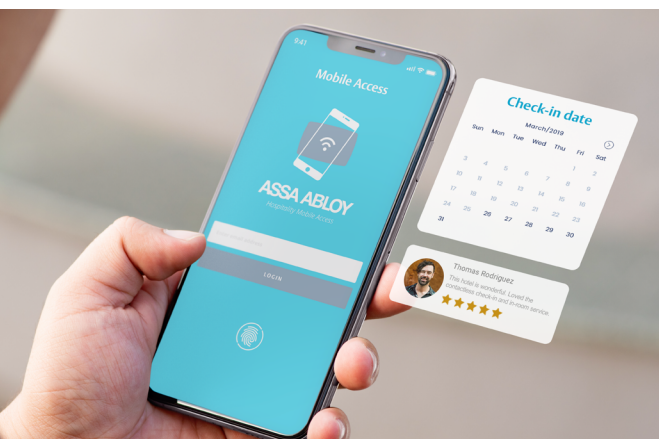 9:41
Mobile Access
ASSA ABLOY
Hospitality Mobile Access
LOGIN
Check-in date
March/2019
Sun Mon Tue Wed Thu Fri Sat
1 2
3 4 5 6 7 8 9
10 11 12 13 14 15 16
17 18 19 20 21 22 23
24 25 26 27 28 29 30
31
Thomas Rodriguez
This hotel is wonderful. Loved the
contactless check-in and in-room service.